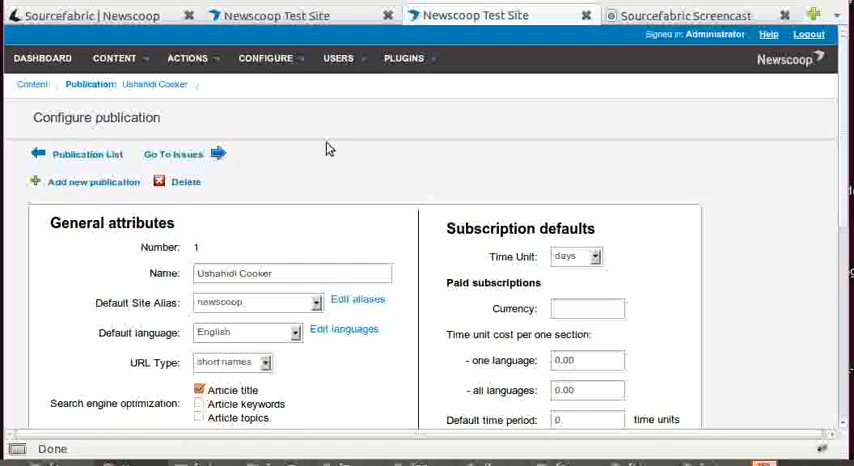 Sourcefabric | Newscoop Newscoop Test Site Newscoop Test Site Sourcefabric Screencast
Signed in: Administrator Help Logout
DASHBOARD CONTENT ACTIONS CONFIGURE USERS PLUGINS Newscoop
Content Publication: Ushahidi Cooker
Configure publication
Publication List Go To Issues
Add new publication Delete
General attributes
Number: 1
Name: Ushahidi Cooker
Default Site Alias: newscoop Edit aliases
Default language: English Edit languages
URL Type: short names
Search engine optimization: Article title
Article keywords
Article topics
Subscription defaults
Time Unit: days
Paid subscriptions
Currency:
Time unit cost per one section:
- one language: 0.00
- all languages: 0.00
Default time period: 0 time units
Done